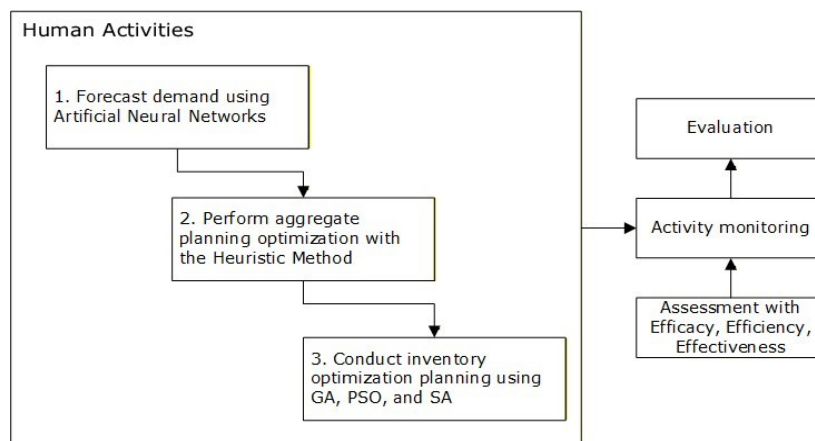 Human Activities
1. Forecast demand using
Artificial Neural Networks
2. Perform aggregate
planning optimization with
the Heuristic Method
3. Conduct inventory
optimization planning using
GA, PSO, and SA
Evaluation
Activity monitoring
Assessment with
Efficacy, Efficiency,
Effectiveness